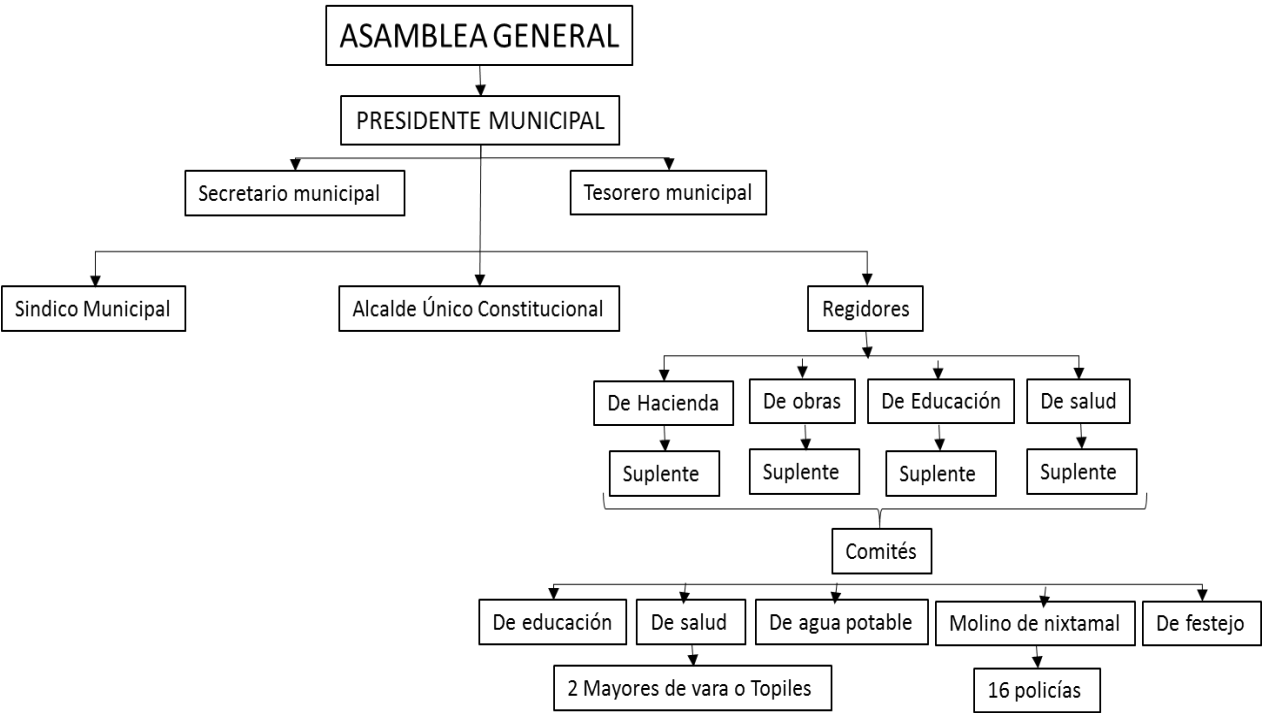 ASAMBLEA GENERAL
PRESIDENTE MUNICIPAL
Secretario municipal
Tesorero municipal
Sindico Municipal
Alcalde Único Constitucional
Regidores
De Hacienda
De obras
De Educación
De salud
Suplente
Suplente
Suplente
Suplente
Comités
De educación
De salud
De agua potable
Molino de nixtamal
De festejo
2 Mayores de vara o Topiles
16 policías